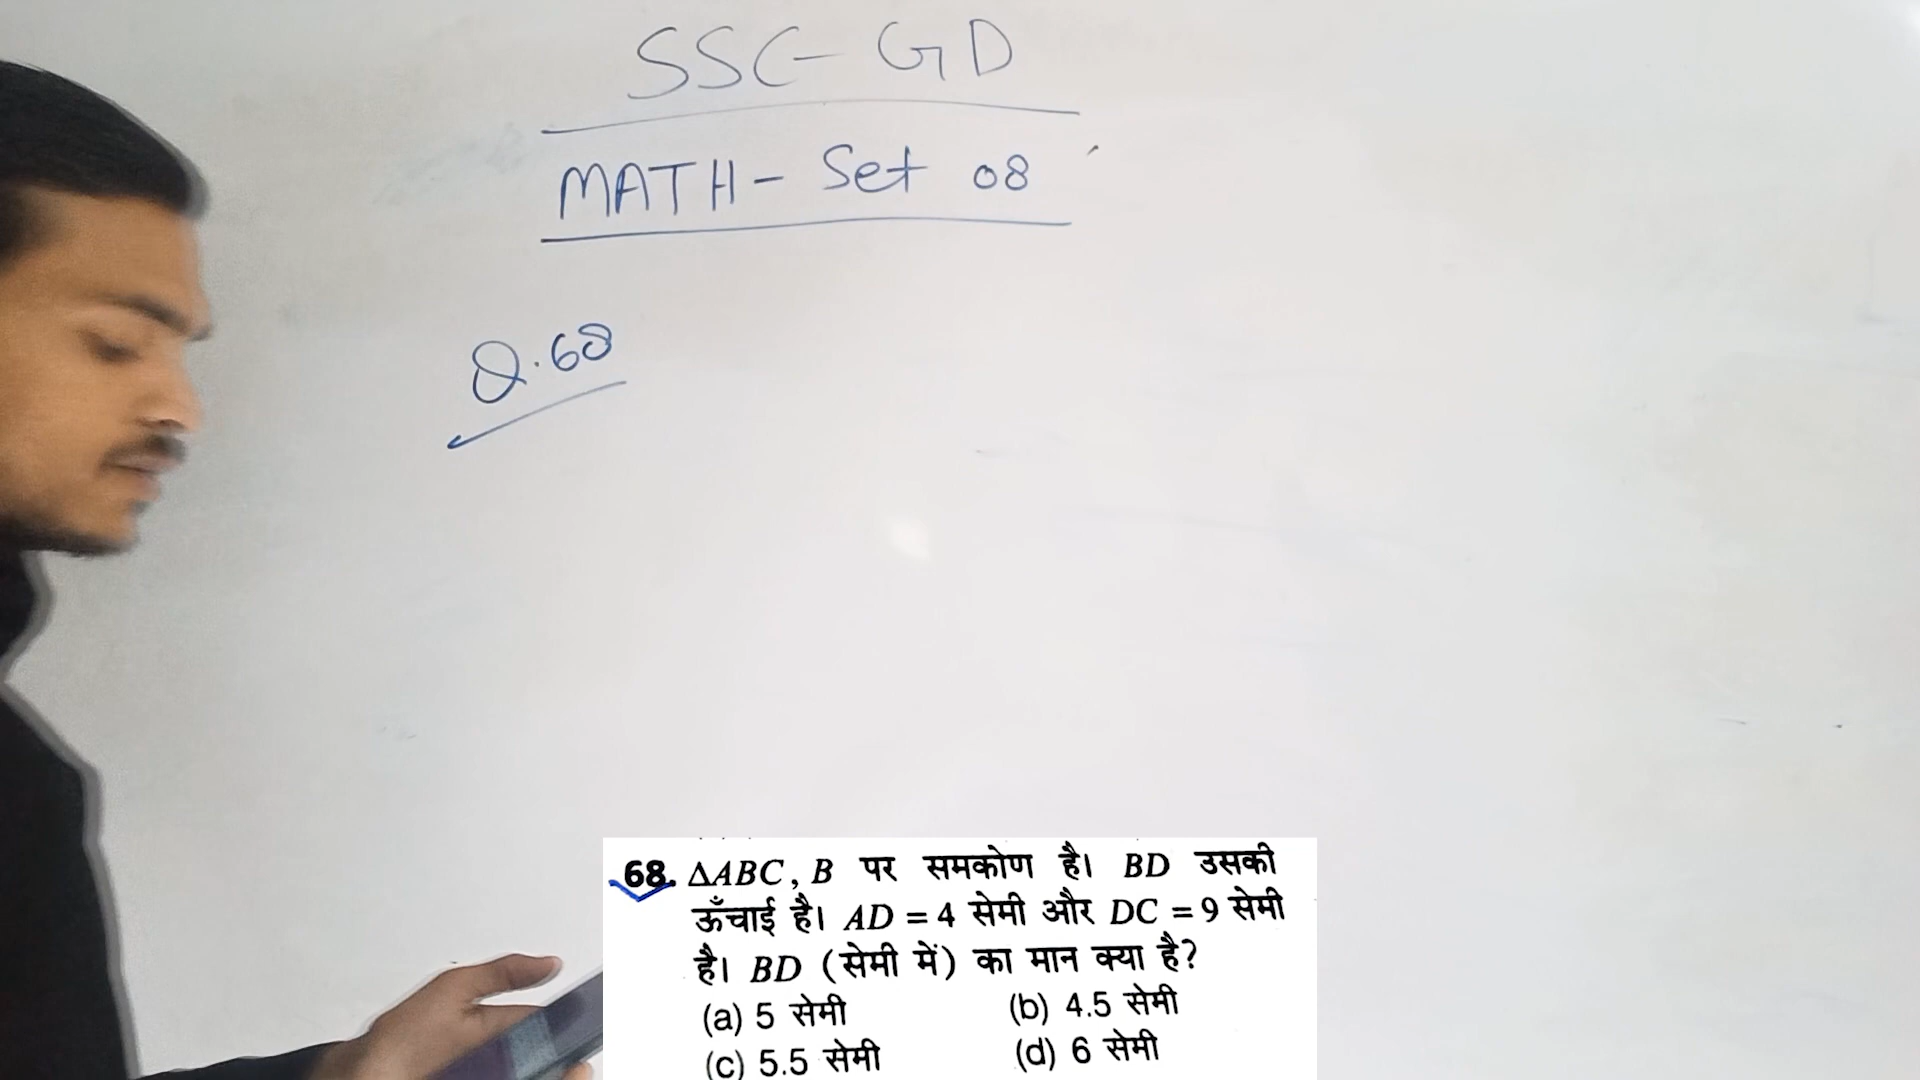 SSC-GD
MATH- Set 08
Q.68
68. ΔABC, B पर समकोण है। BD उसकी
ऊँचाई है। AD = 4 सेमी और DC = 9 सेमी
है। BD (सेमी में) का मान क्या है?
(a) 5 सेमी (b) 4.5 सेमी
(c) 5.5 सेमी (d) 6 सेमी